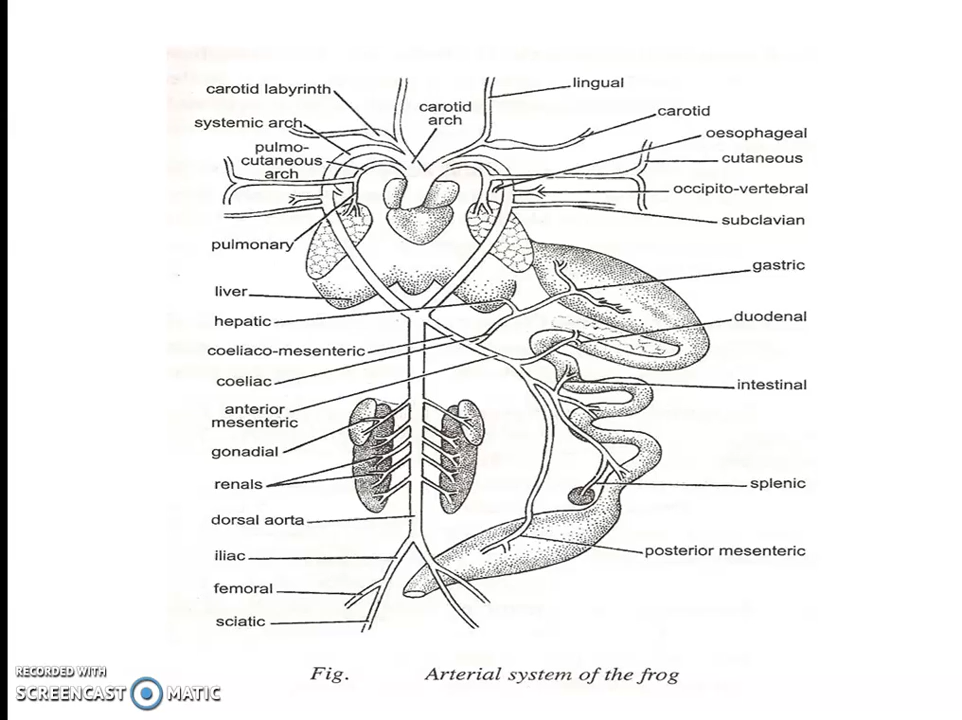 carotid labyrinth
systemic arch
pulmo-
cutaneous
arch
pulmonary
liver
hepatic
coeliaco-mesenteric
coeliac
anterior
mesenteric
gonadial
renals
dorsal aorta
iliac
femoral
sciatic
carotid
arch
lingual
carotid
oesophageal
cutaneous
occipito-vertebral
subclavian
gastric
duodenal
intestinal
splenic
posterior mesenteric
Fig. Arterial system of the frog
RECORDED WITH
SCREENCAST MATIC